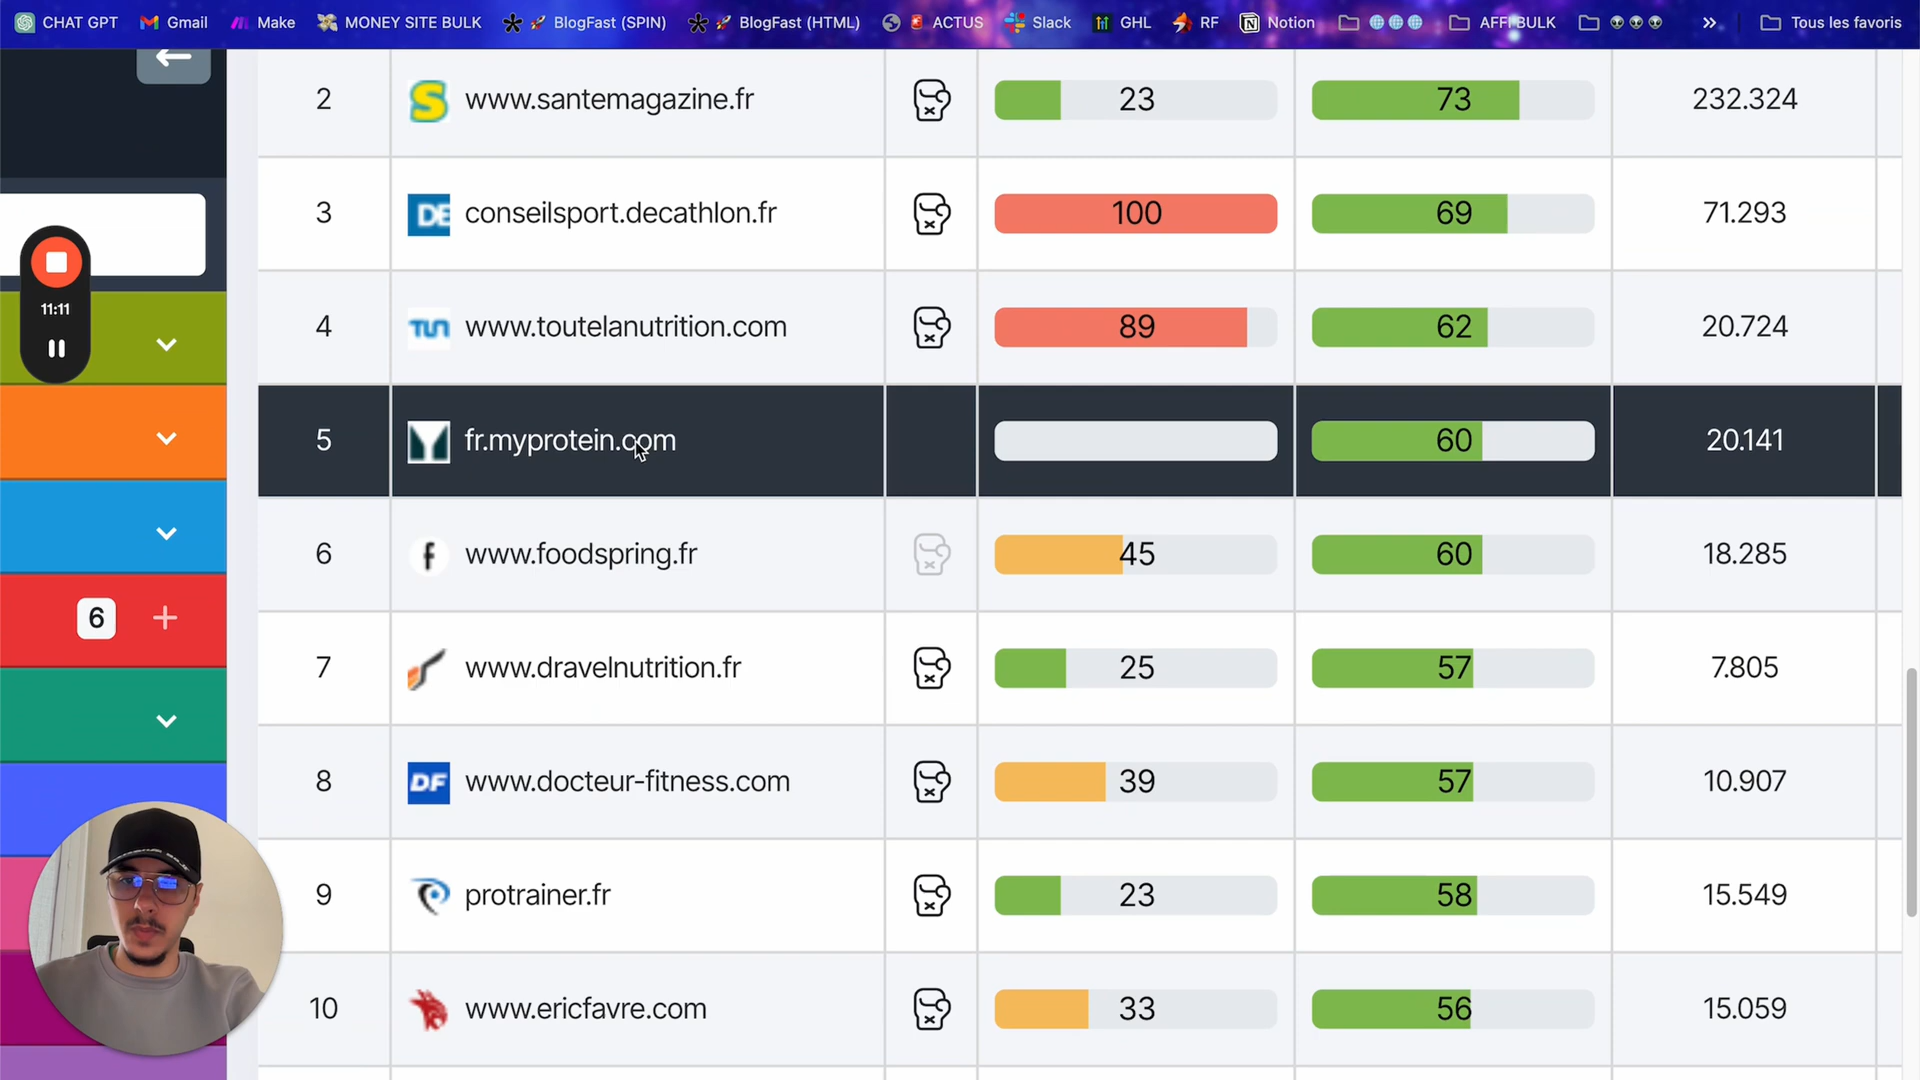 CHAT GPT Gmail Make MONEY SITE BULK BlogFast (SPIN) BlogFast (HTML) ACTUS Slack GHL RF Notion AFFI BULK » Tous les favoris
2 www.santemagazine.fr 23 73 232.324
3 DE conseilsport.decathlon.fr 100 69 71.293
11:11
4 TUN www.toutelanutrition.com 89 62 20.724
5 fr.myprotein.com 60 20.141
6 f www.foodspring.fr 45 60 18.285
6 +
7 www.dravelnutrition.fr 25 57 7.805
8 DF www.docteur-fitness.com 39 57 10.907
9 protrainer.fr 23 58 15.549
10 www.ericfavre.com 33 56 15.059